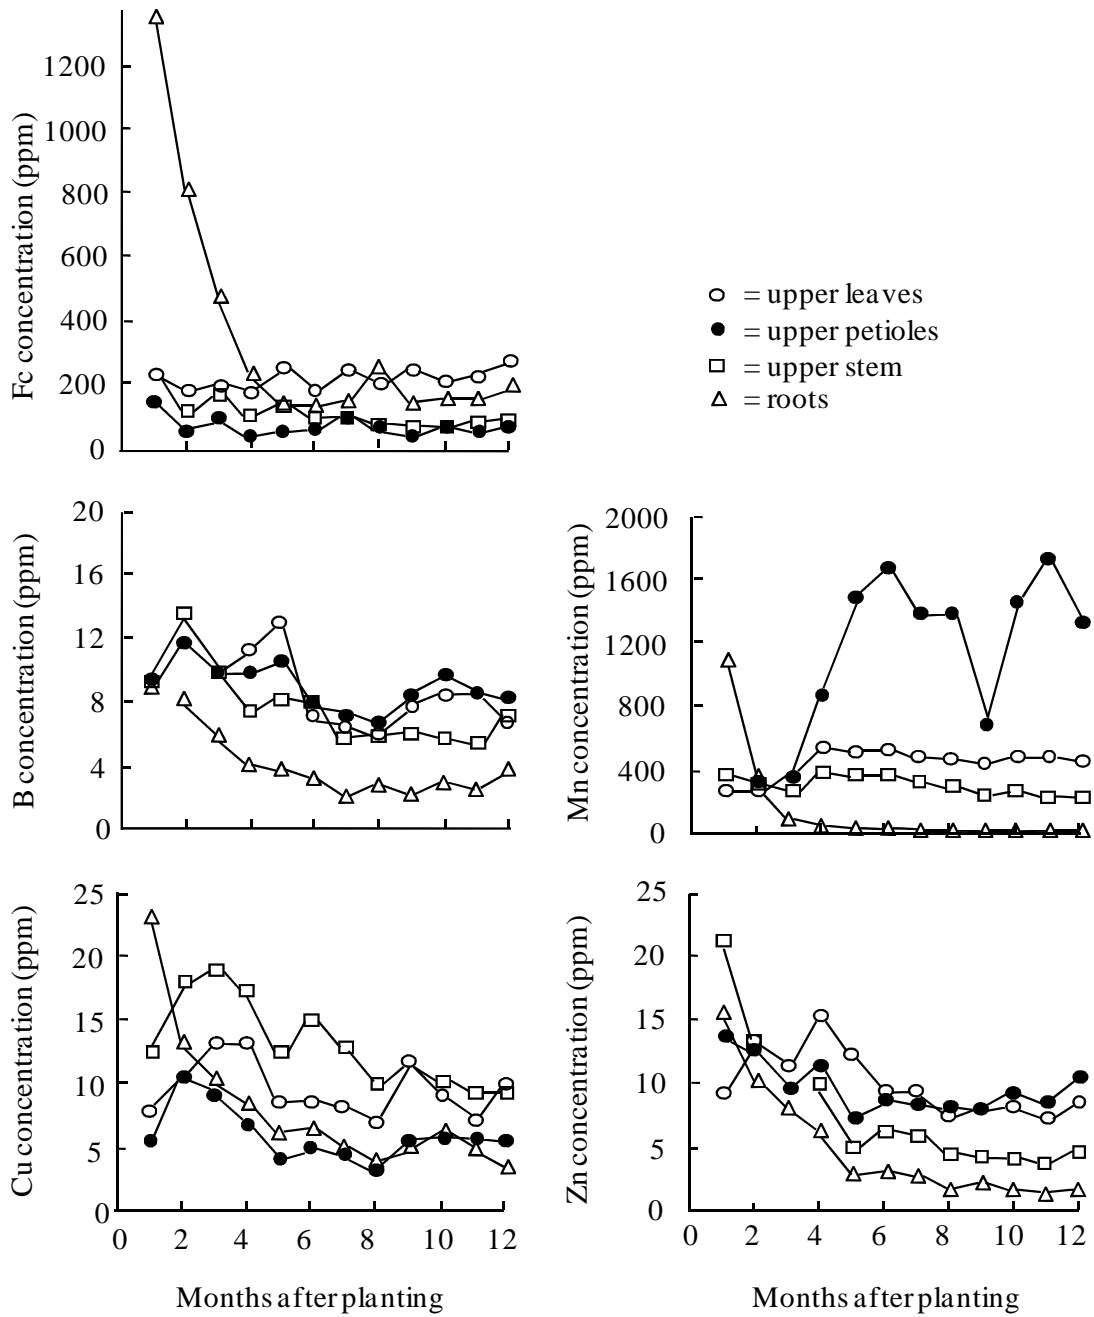 Fc concentration (ppm)
1200
1000
800
600
400
200
0
= upper leaves
= upper petioles
= upper stem
= roots
B concentration (ppm)
20
16
12
8
4
0
Mn concentration (ppm)
2000
1600
1200
800
400
0
Cu concentration (ppm)
25
20
15
10
5
0
0 2 4 6 8 10 12
Months after planting
Zn concentration (ppm)
25
20
15
10
5
0
0 2 4 6 8 10 12
Months after planting